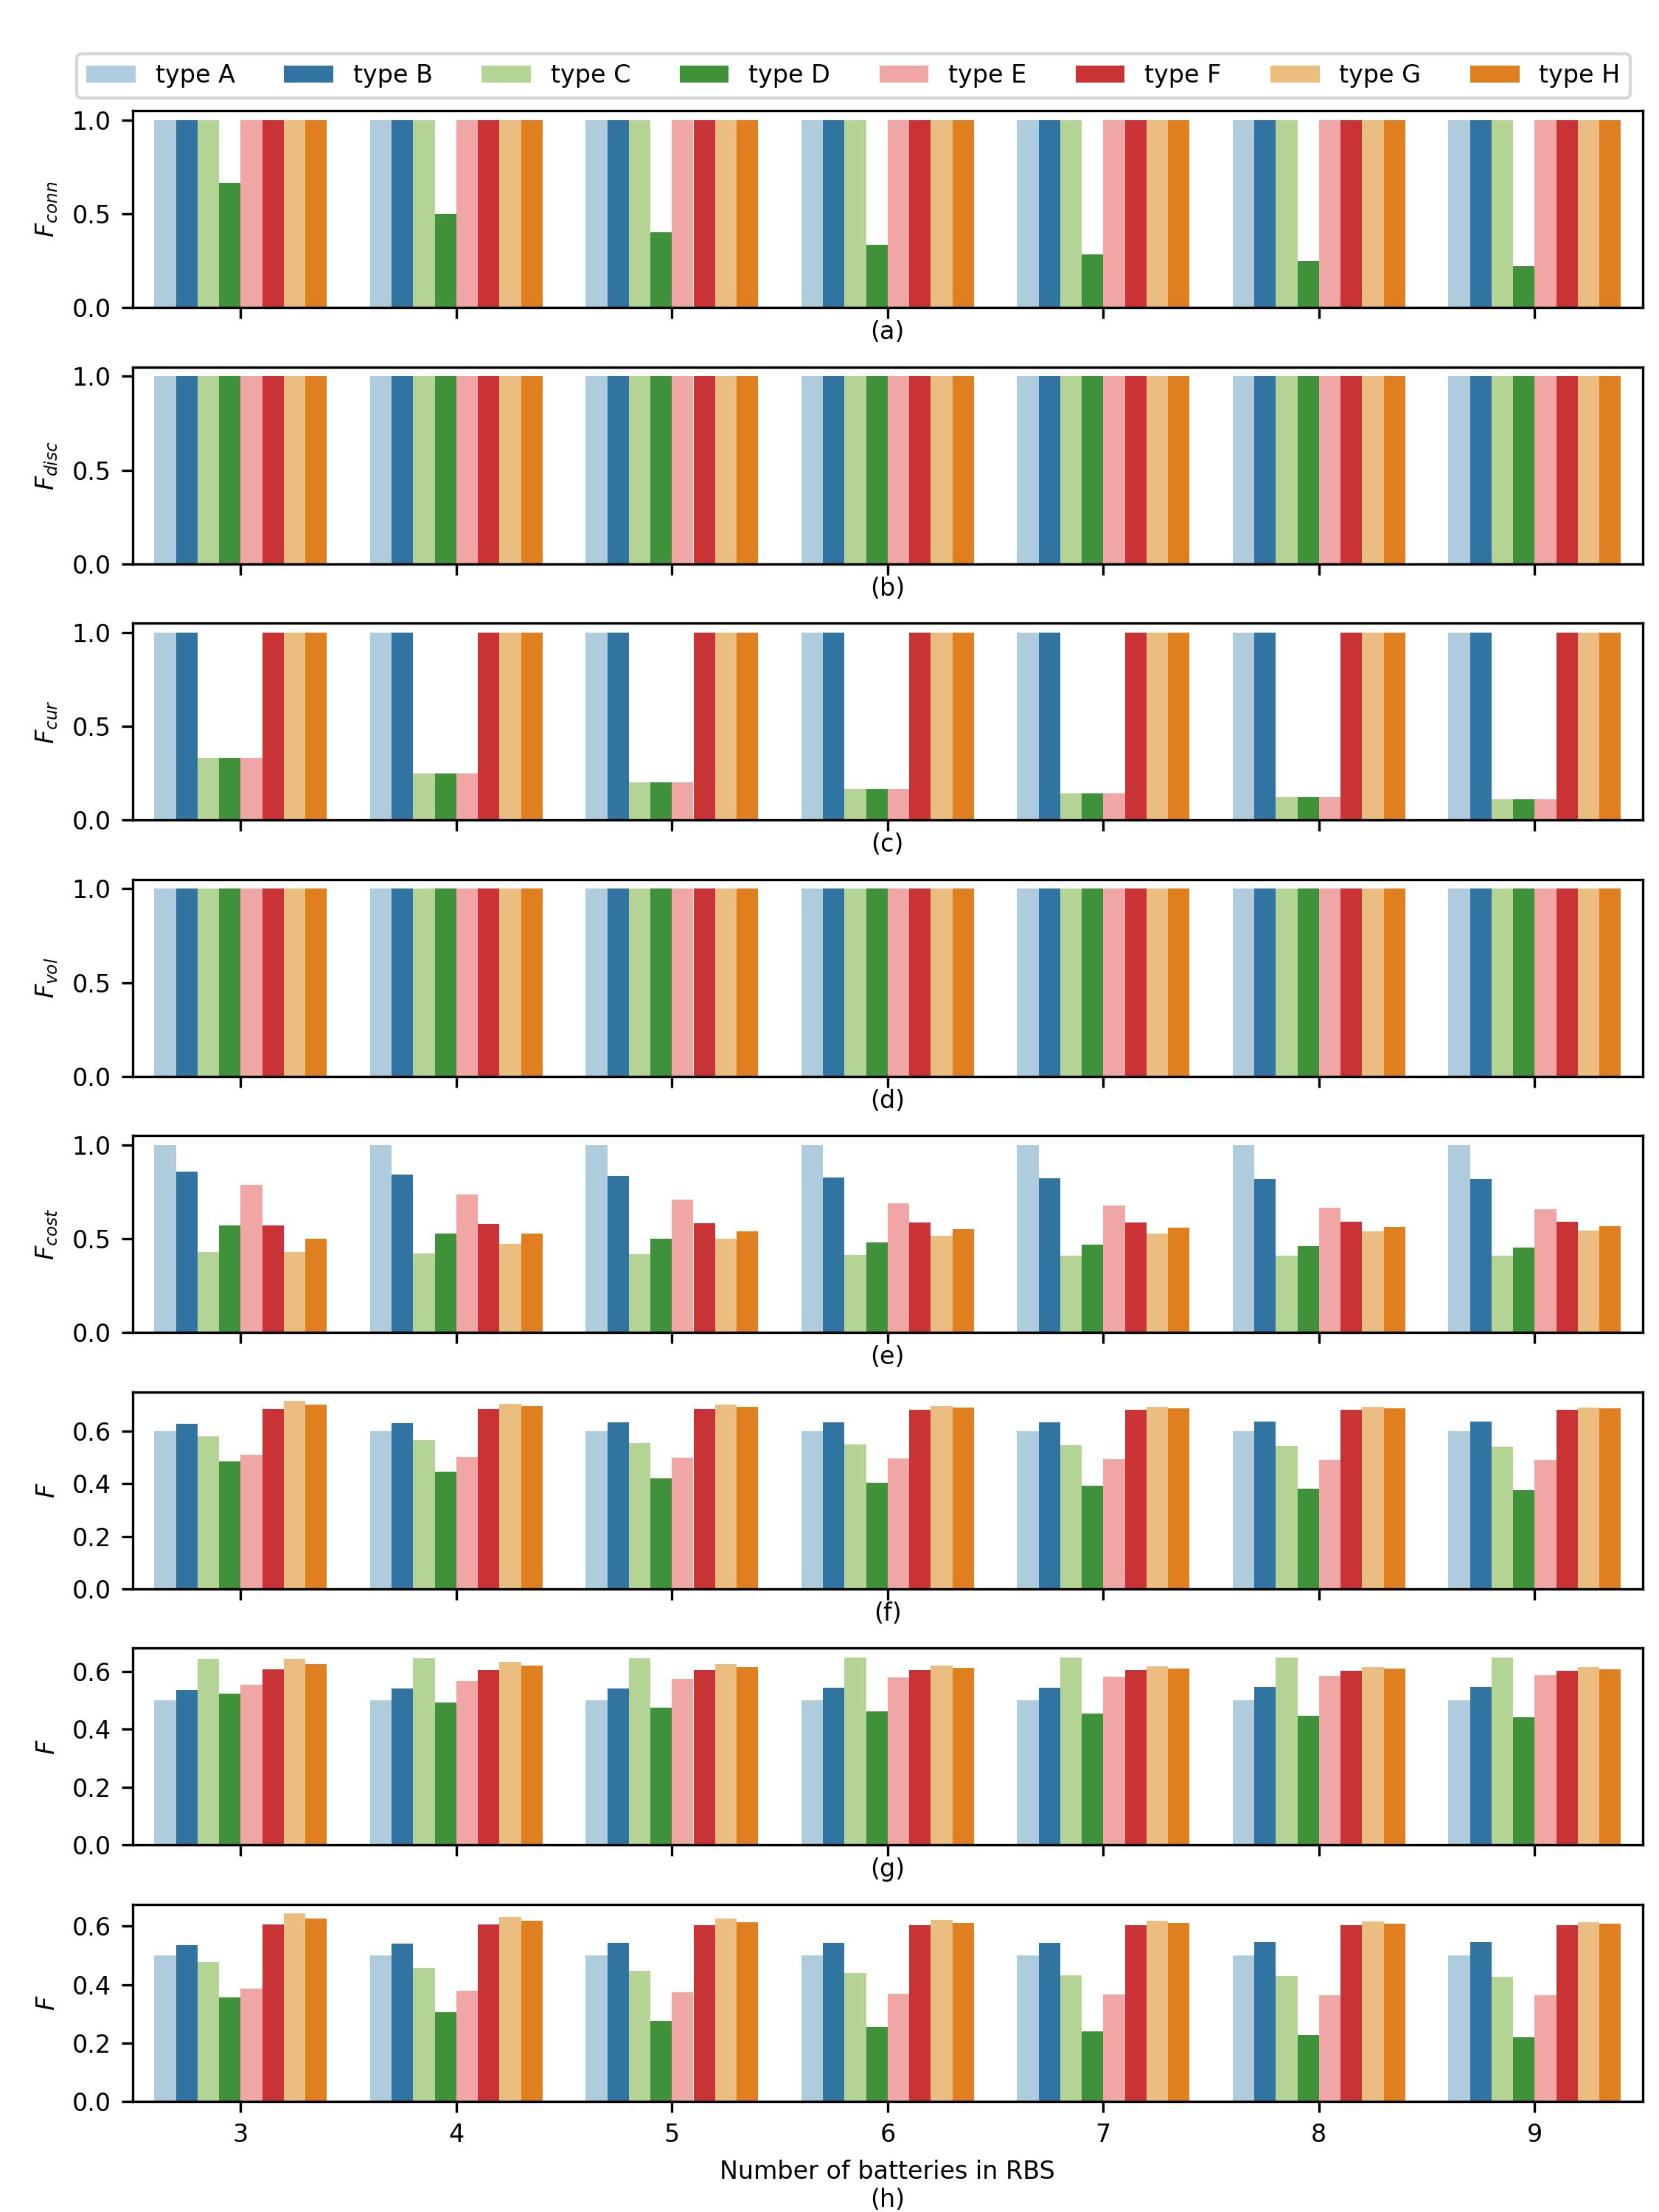 type A type B type C type D type E type F type G type H
1.0
0.5
0.0
F_conn
(a)
1.0
0.5
0.0
F_disc
(b)
1.0
0.5
0.0
F_cur
(c)
1.0
0.5
0.0
F_vol
(d)
1.0
0.5
0.0
F_cost
(e)
0.6
0.4
0.2
0.0
F
(f)
0.6
0.4
0.2
0.0
F
(g)
0.6
0.4
0.2
0.0
F
3 4 5 6 7 8 9
Number of batteries in RBS
(h)